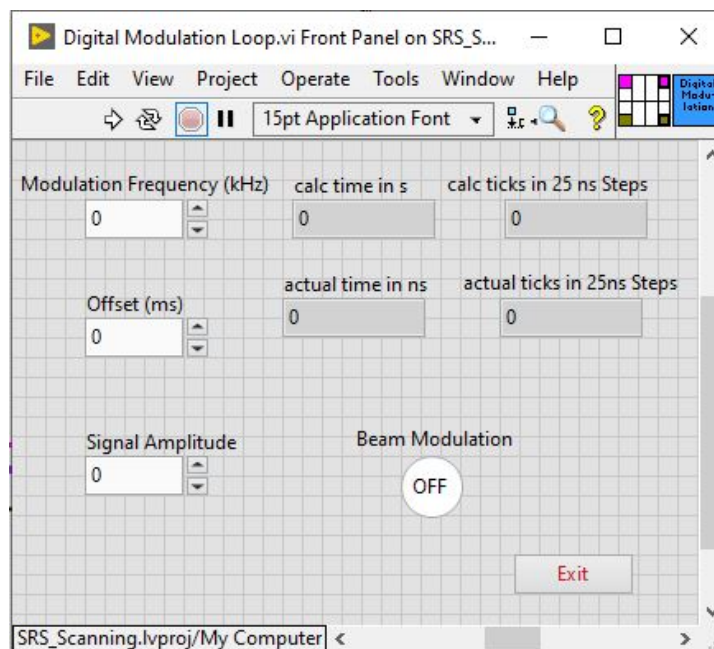 Digital Modulation Loop.vi Front Panel on SRS_S...
File Edit View Project Operate Tools Window Help
15pt Application Font
Digital
Modu
lation
Modulation Frequency (kHz) calc time in s calc ticks in 25 ns Steps
0 0 0
Offset (ms) actual time in ns actual ticks in 25ns Steps
0 0 0
Signal Amplitude Beam Modulation
0 OFF
Exit
SRS_Scanning.lvproj/My Computer